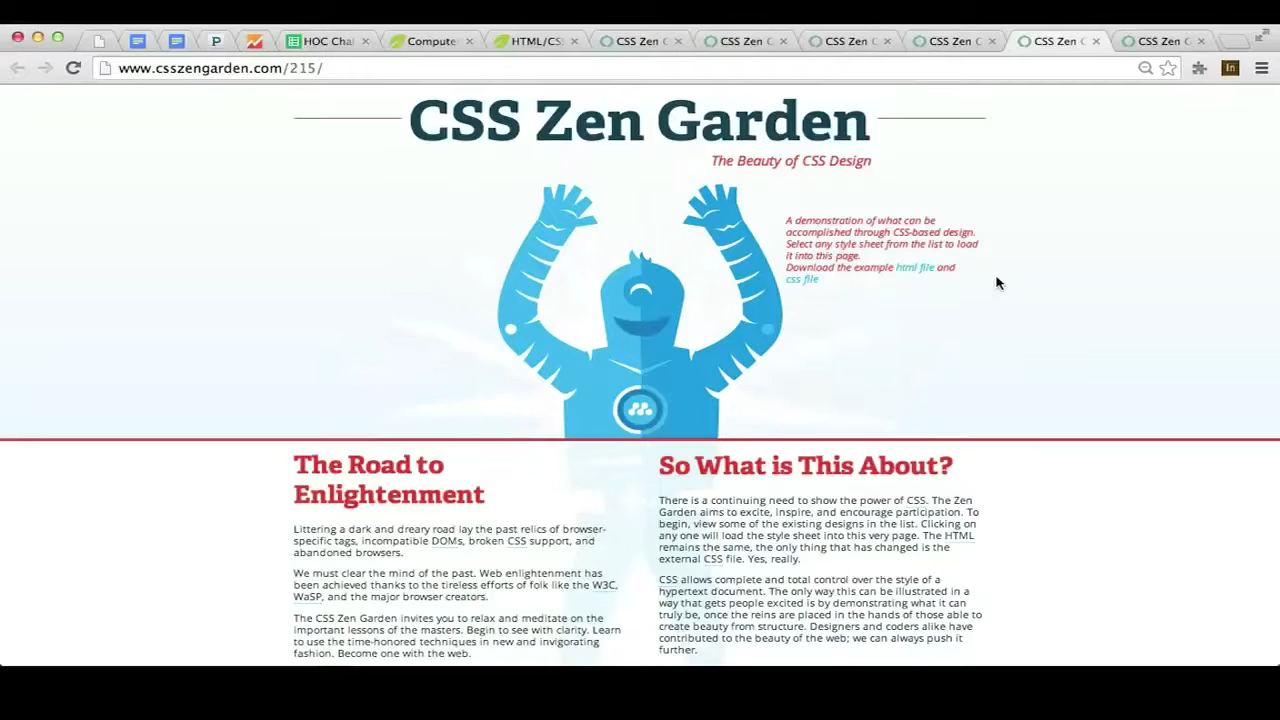 HOC Cha
Compute
HTML/CS
CSS Zen
CSS Zen
CSS Zen
CSS Zen
CSS Zen
CSS Zen
www.csszengarden.com/215/
In
CSS Zen Garden
The Beauty of CSS Design
A demonstration of what can be
accomplished through CSS-based design.
Select any style sheet from the list to load
it into this page.
Download the example html file and
css file
The Road to
Enlightenment
Littering a dark and dreary road lay the past relics of browser-
specific tags, incompatible DOMs, broken CSS support, and
abandoned browsers.
We must clear the mind of the past. Web enlightenment has
been achieved thanks to the tireless efforts of folk like the W3C,
WaSP, and the major browser creators.
The CSS Zen Garden invites you to relax and meditate on the
important lessons of the masters. Begin to see with clarity. Learn
to use the time-honored techniques in new and invigorating
fashion. Become one with the web.
So What is This About?
There is a continuing need to show the power of CSS. The Zen
Garden aims to excite, inspire, and encourage participation. To
begin, view some of the existing designs in the list. Clicking on
any one will load the style sheet into this very page. The HTML
remains the same, the only thing that has changed is the
external CSS file. Yes, really.
CSS allows complete and total control over the style of a
hypertext document. The only way this can be illustrated in a
way that gets people excited is by demonstrating what it can
truly be, once the reins are placed in the hands of those able to
create beauty from structure. Designers and coders alike have
contributed to the beauty of the web; we can always push it
further.